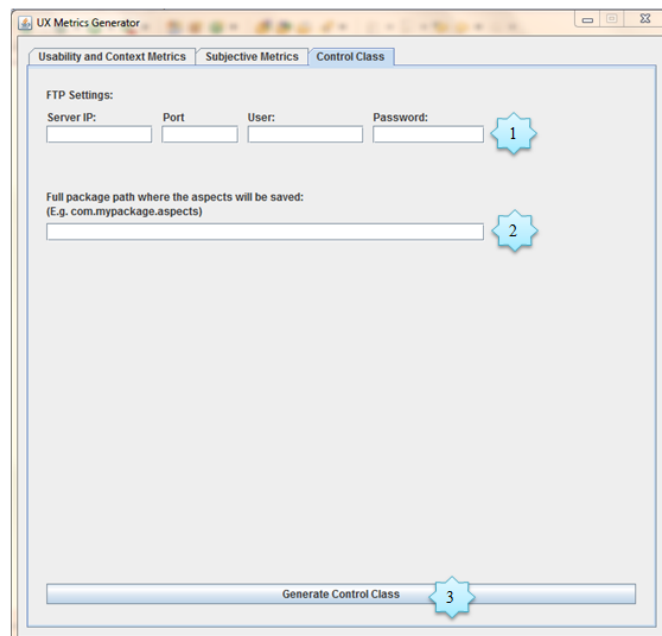 UX Metrics Generator
Usability and Context Metrics Subjective Metrics Control Class
FTP Settings:
Server IP: Port User: Password:
1
Full package path where the aspects will be saved:
(E.g. com.mypackage.aspects)
2
Generate Control Class 3